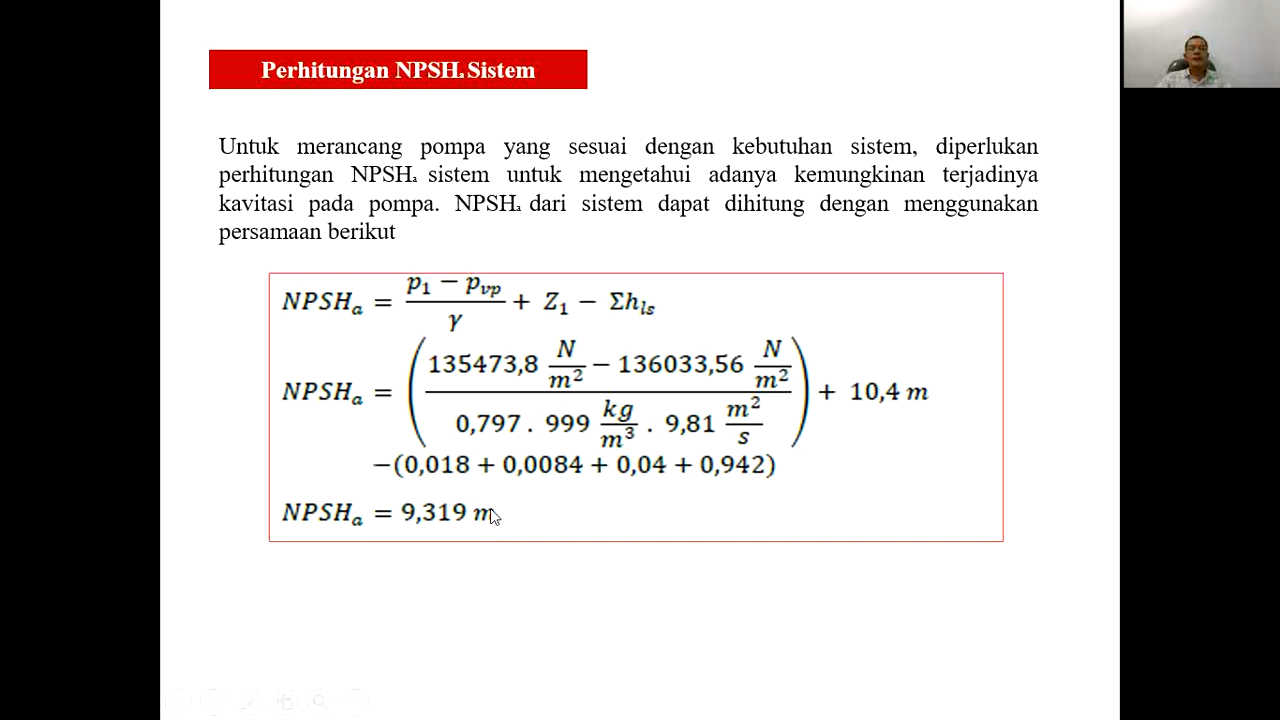 Perhitungan NPSHₐ Sistem
Untuk merancang pompa yang sesuai dengan kebutuhan sistem, diperlukan
perhitungan NPSHₐ sistem untuk mengetahui adanya kemungkinan terjadinya
kavitasi pada pompa. NPSHₐ dari sistem dapat dihitung dengan menggunakan
persamaan berikut
NPSHₐ = (p₁ − p_vp)/γ + Z₁ − Σh_ls
NPSHₐ = ((135473,8 N/m² − 136033,56 N/m²)/(0,797 . 999 kg/m³ . 9,81 m²/s)) + 10,4 m
−(0,018 + 0,0084 + 0,04 + 0,942)
NPSHₐ = 9,319 m